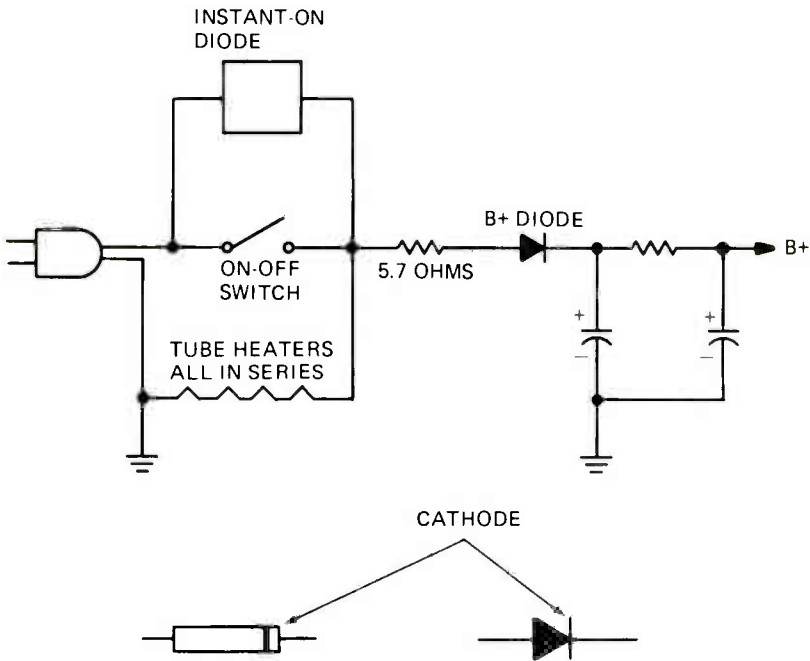 INSTANT-ON
DIODE
B+ DIODE
B+
ON-OFF
SWITCH
5.7 OHMS
+
+
−
−
TUBE HEATERS
ALL IN SERIES
CATHODE